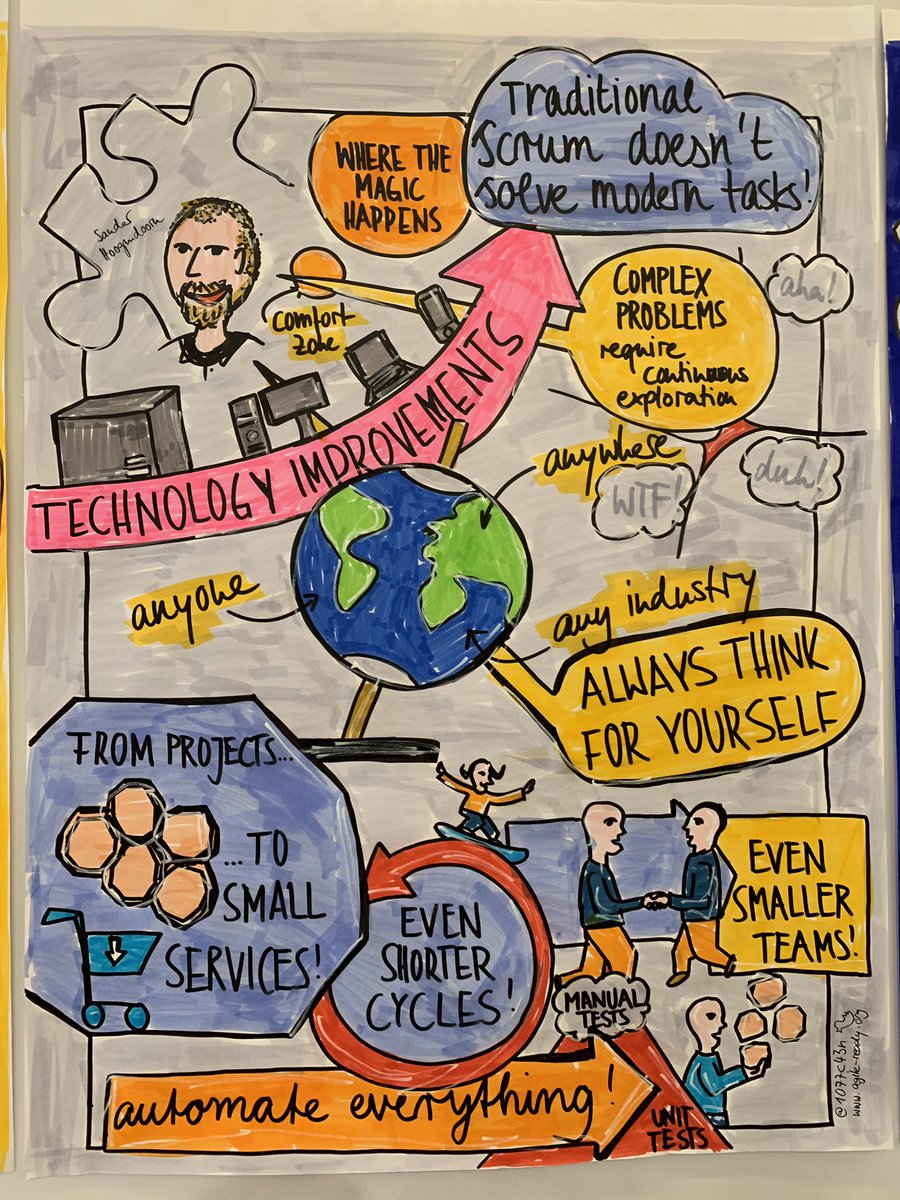 Traditional
Scrum doesn't
solve modern tasks!
WHERE THE
MAGIC
HAPPENS
Sander
Hoogendoorn
comfort-
zone
COMPLEX
PROBLEMS
require
continuous
exploration
aha!
TECHNOLOGY IMPROVEMENTS
anywhere
WTF!
duh!
anyone
any industry
ALWAYS THINK
FOR YOURSELF
FROM PROJECTS...
...TO
SMALL
SERVICES!
EVEN
SHORTER
CYCLES!
EVEN
SMALLER
TEAMS!
MANUAL
TESTS
automate everything!
UNIT
TESTS
@1077C43n
www.agile-ready.org